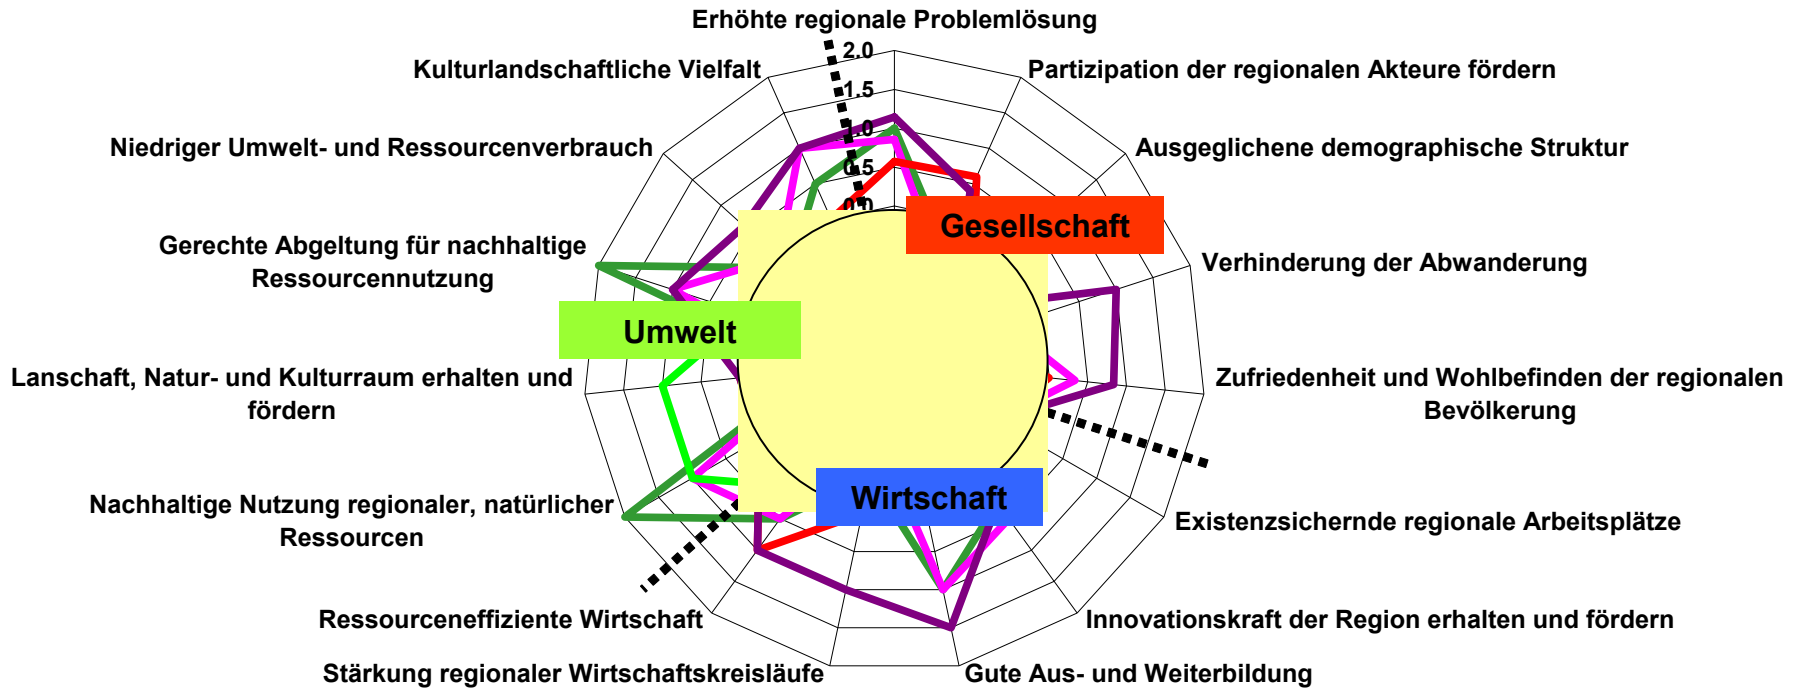 Erhöhte regionale Problemlösung
2.0
Kulturlandschaftliche Vielfalt
Partizipation der regionalen Akteure fördern
1.5
1.0
Niedriger Umwelt- und Ressourcenverbrauch
Ausgeglichene demographische Struktur
0.5
0.0
Gesellschaft
Gerechte Abgeltung für nachhaltige
Ressourcennutzung
Verhinderung der Abwanderung
Umwelt
Lanschaft, Natur- und Kulturraum erhalten und
fördern
Zufriedenheit und Wohlbefinden der regionalen
Bevölkerung
Wirtschaft
Nachhaltige Nutzung regionaler, natürlicher
Ressourcen
Existenzsichernde regionale Arbeitsplätze
Ressourceneffiziente Wirtschaft
Innovationskraft der Region erhalten und fördern
Stärkung regionaler Wirtschaftskreisläufe
Gute Aus- und Weiterbildung